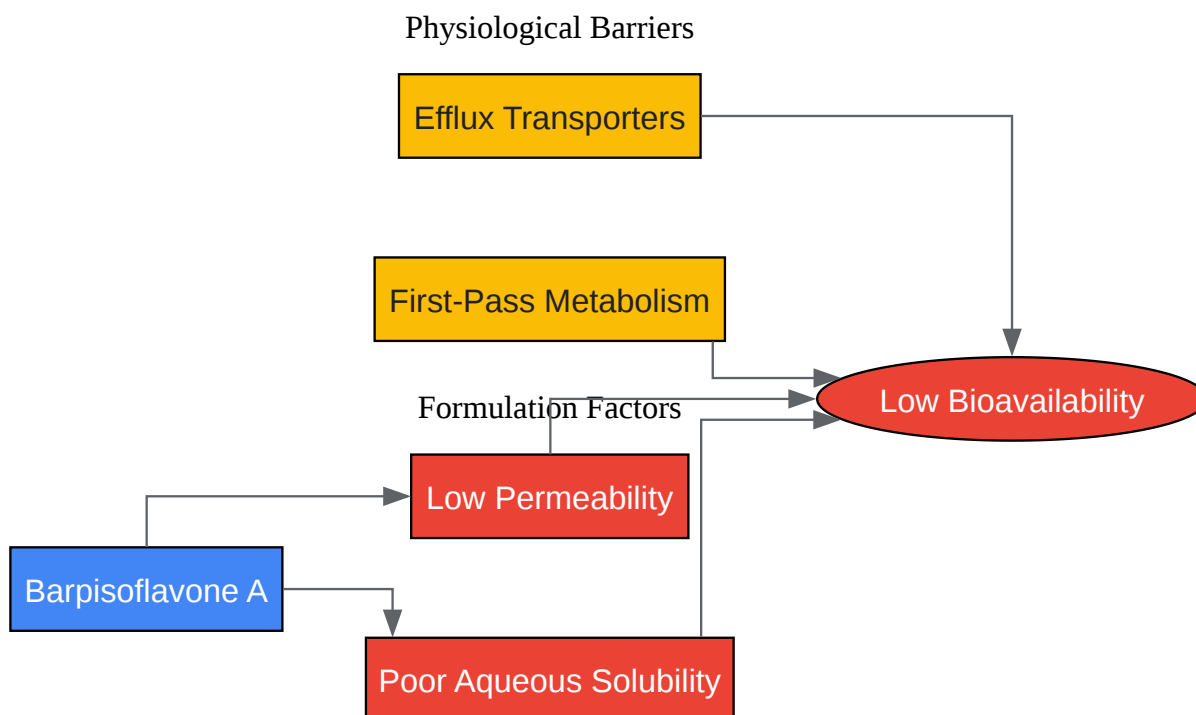 Physiological Barriers
Efflux Transporters
First-Pass Metabolism
Low Bioavailability
Formulation Factors
Low Permeability
Barpisoflavone A
Poor Aqueous Solubility